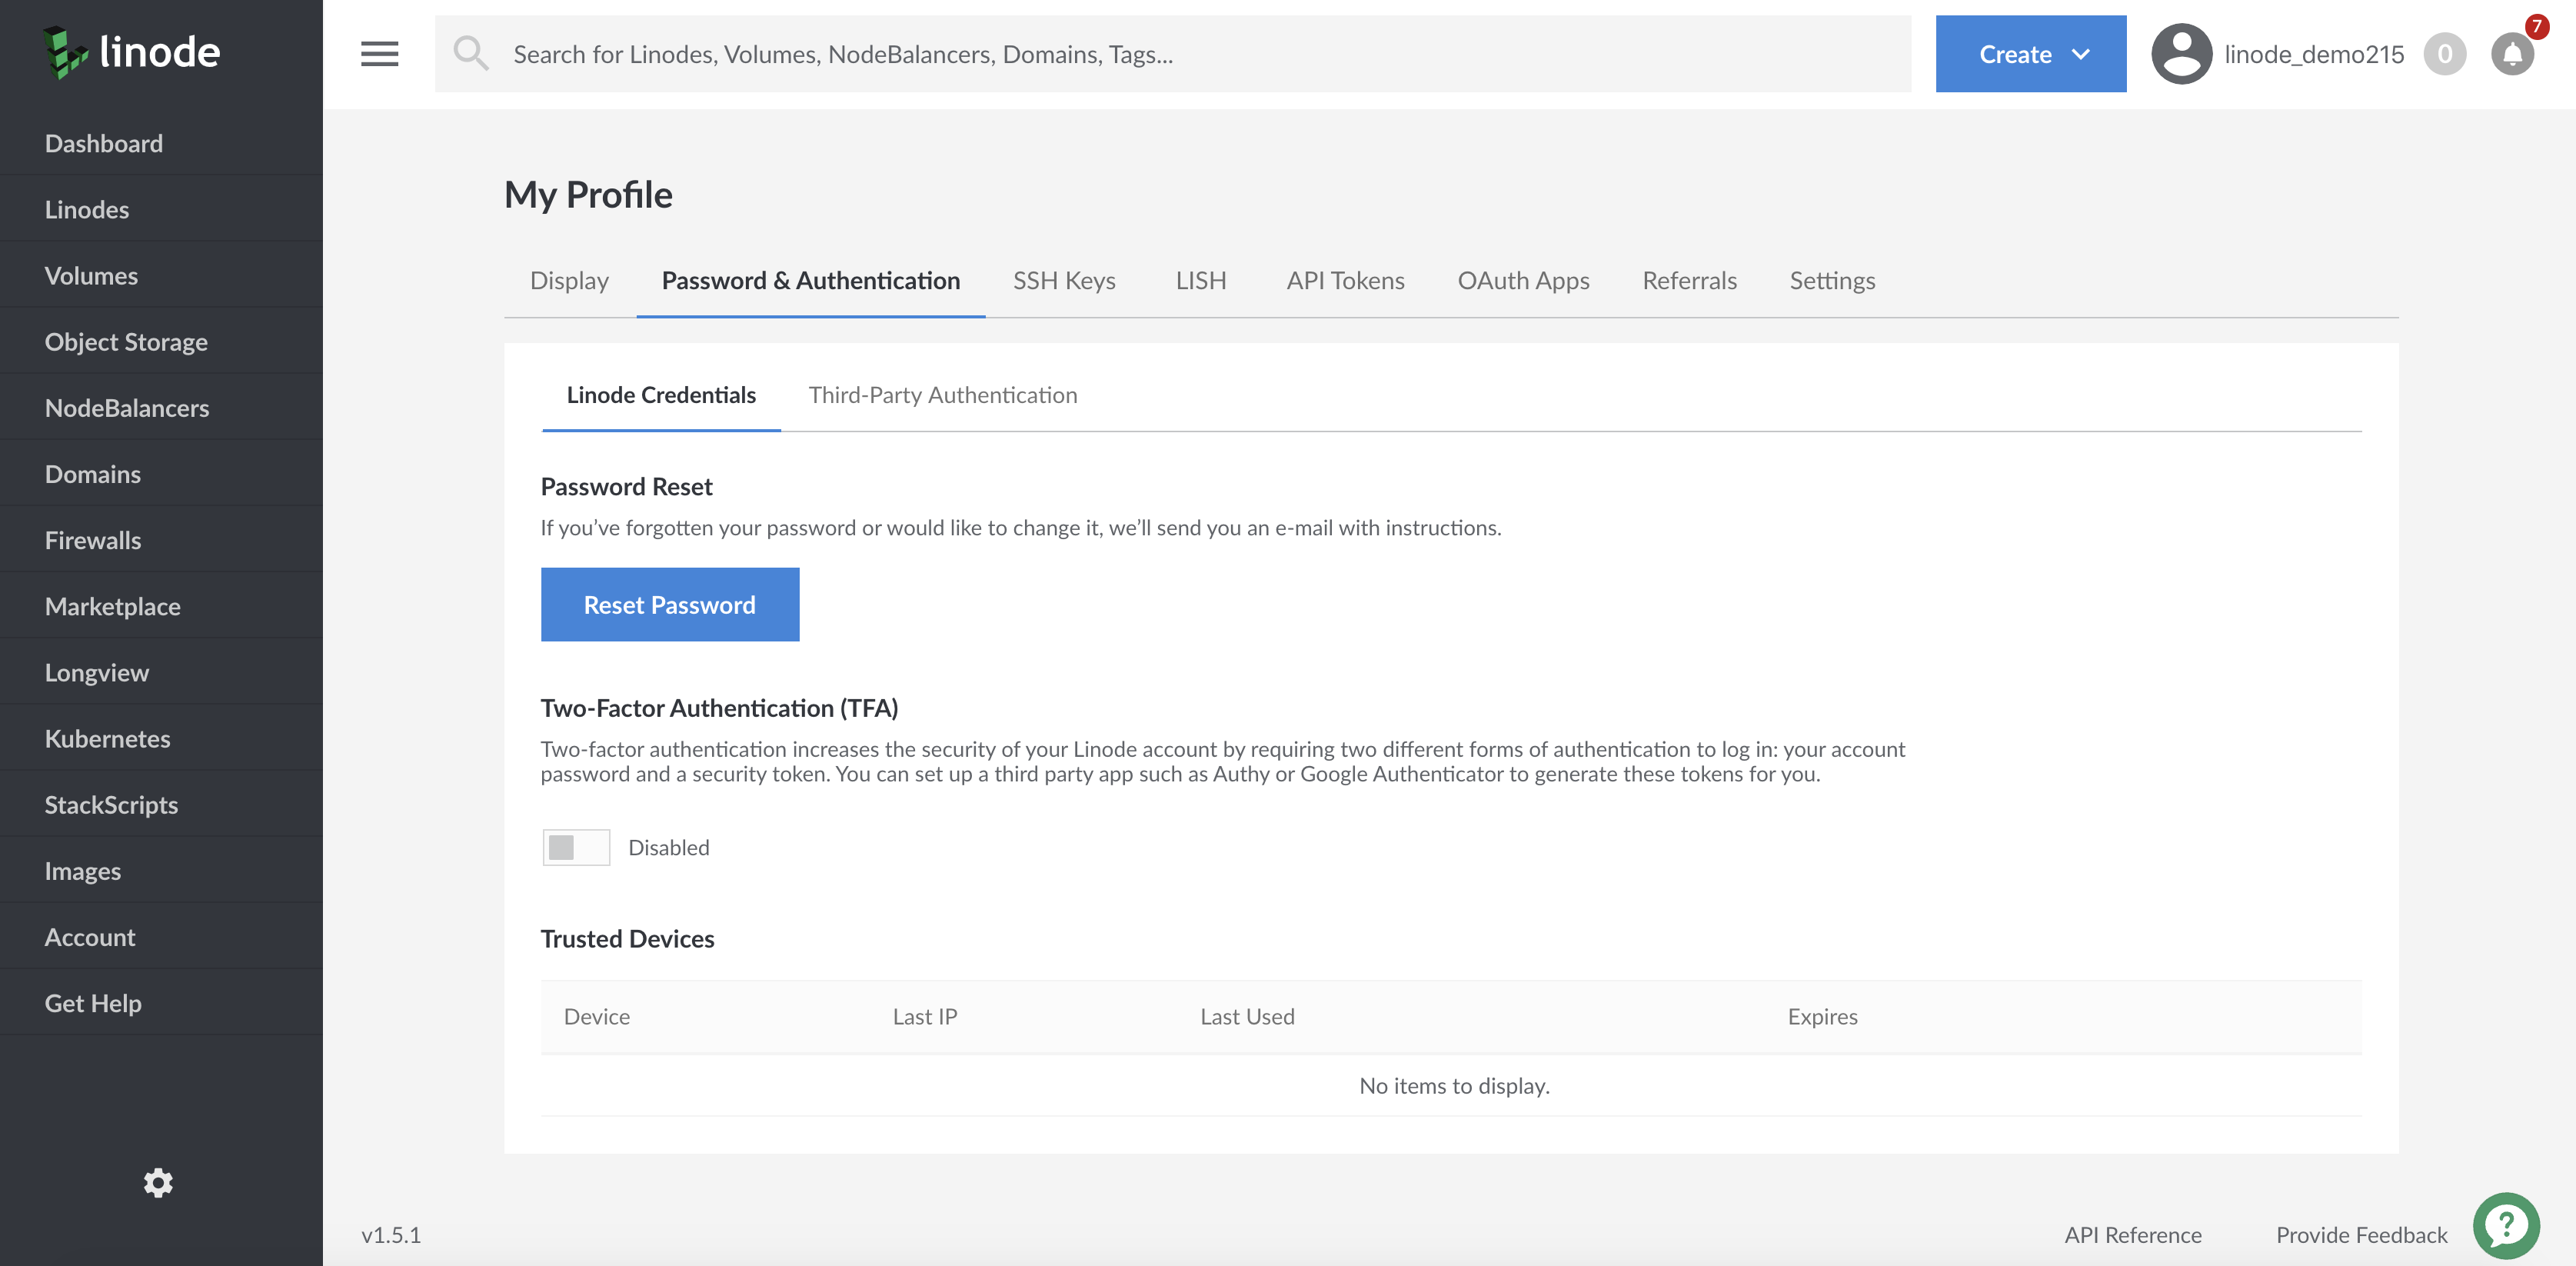 linode
Search for Linodes, Volumes, NodeBalancers, Domains, Tags...
Create
linode_demo215
0
7
Dashboard
Linodes
Volumes
Object Storage
NodeBalancers
Domains
Firewalls
Marketplace
Longview
Kubernetes
StackScripts
Images
Account
Get Help
My Profile
Display
Password & Authentication
SSH Keys
LISH
API Tokens
OAuth Apps
Referrals
Settings
Linode Credentials
Third-Party Authentication
Password Reset
If you’ve forgotten your password or would like to change it, we’ll send you an e-mail with instructions.
Reset Password
Two-Factor Authentication (TFA)
Two-factor authentication increases the security of your Linode account by requiring two different forms of authentication to log in: your account
password and a security token. You can set up a third party app such as Authy or Google Authenticator to generate these tokens for you.
Disabled
Trusted Devices
Device
Last IP
Last Used
Expires
No items to display.
v1.5.1
API Reference
Provide Feedback
?